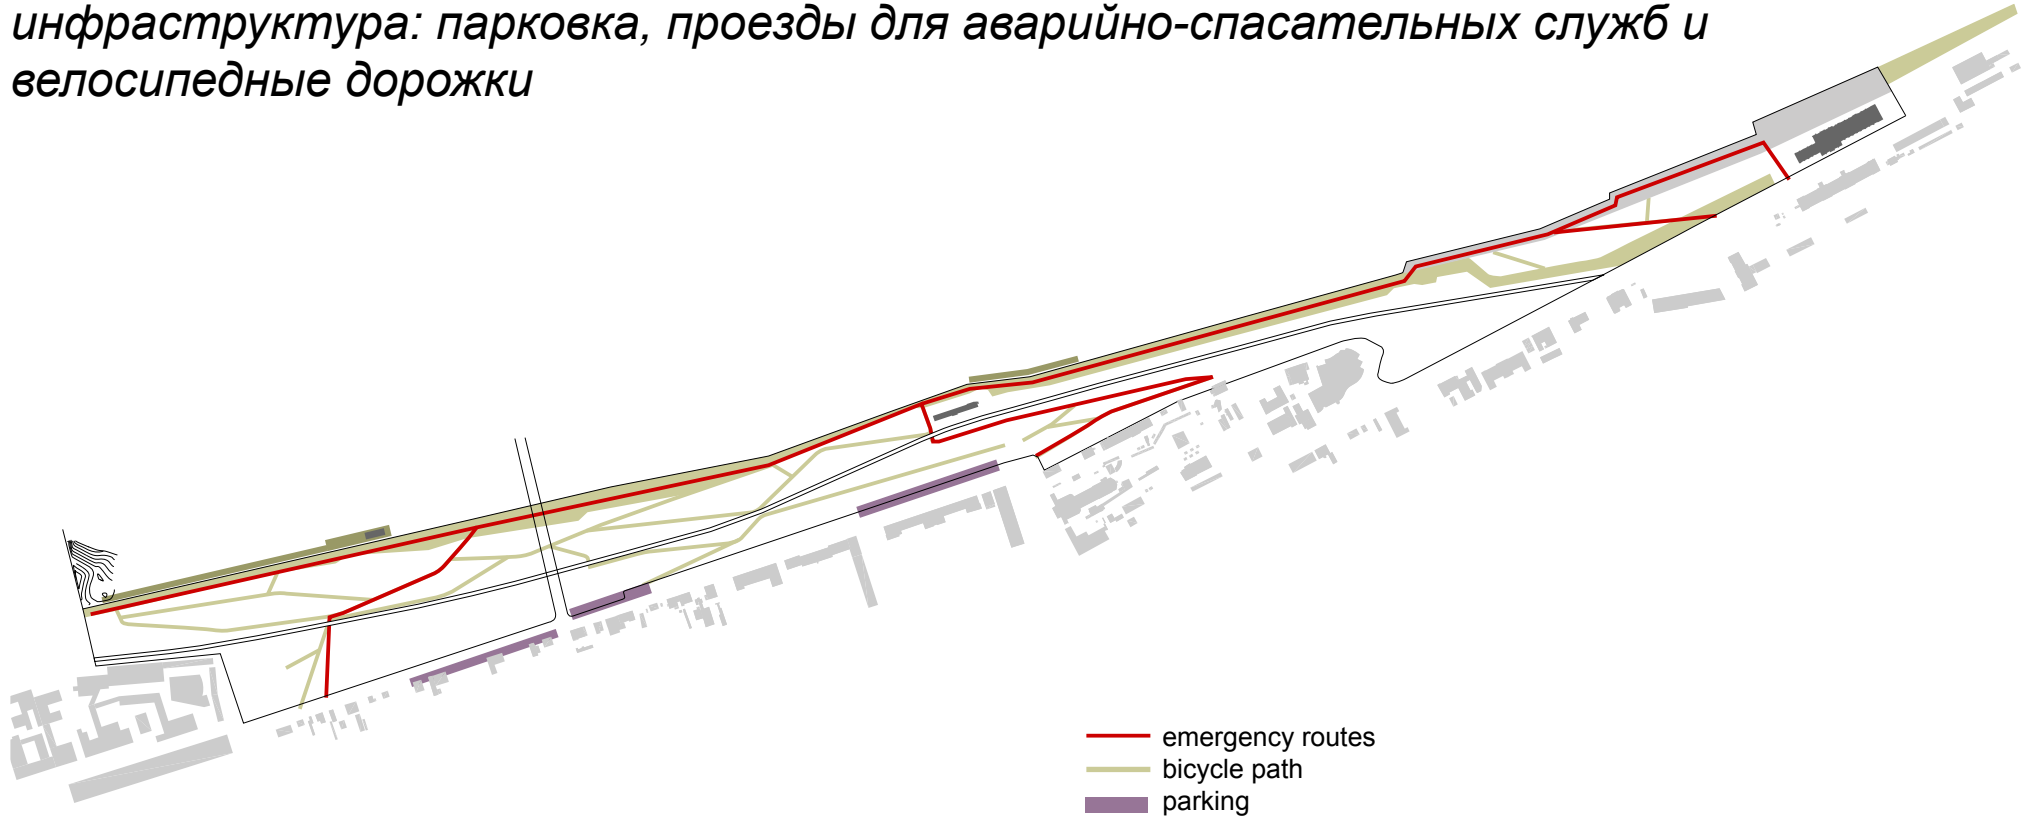 инфраструктура: парковка, проезды для аварийно-спасательных служб и
велосипедные дорожки
emergency routes
bicycle path
parking